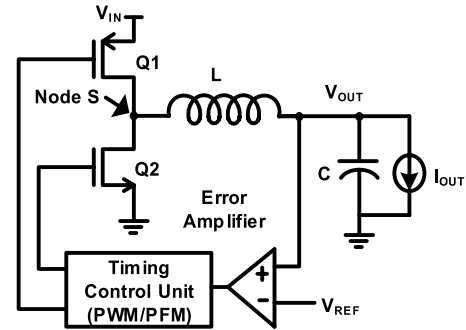 VIN
Q1
L
VOUT
Node S
Q2
C
IOUT
Error
Amplifier
Timing
Control Unit
(PWM/PFM)
+
−
VREF